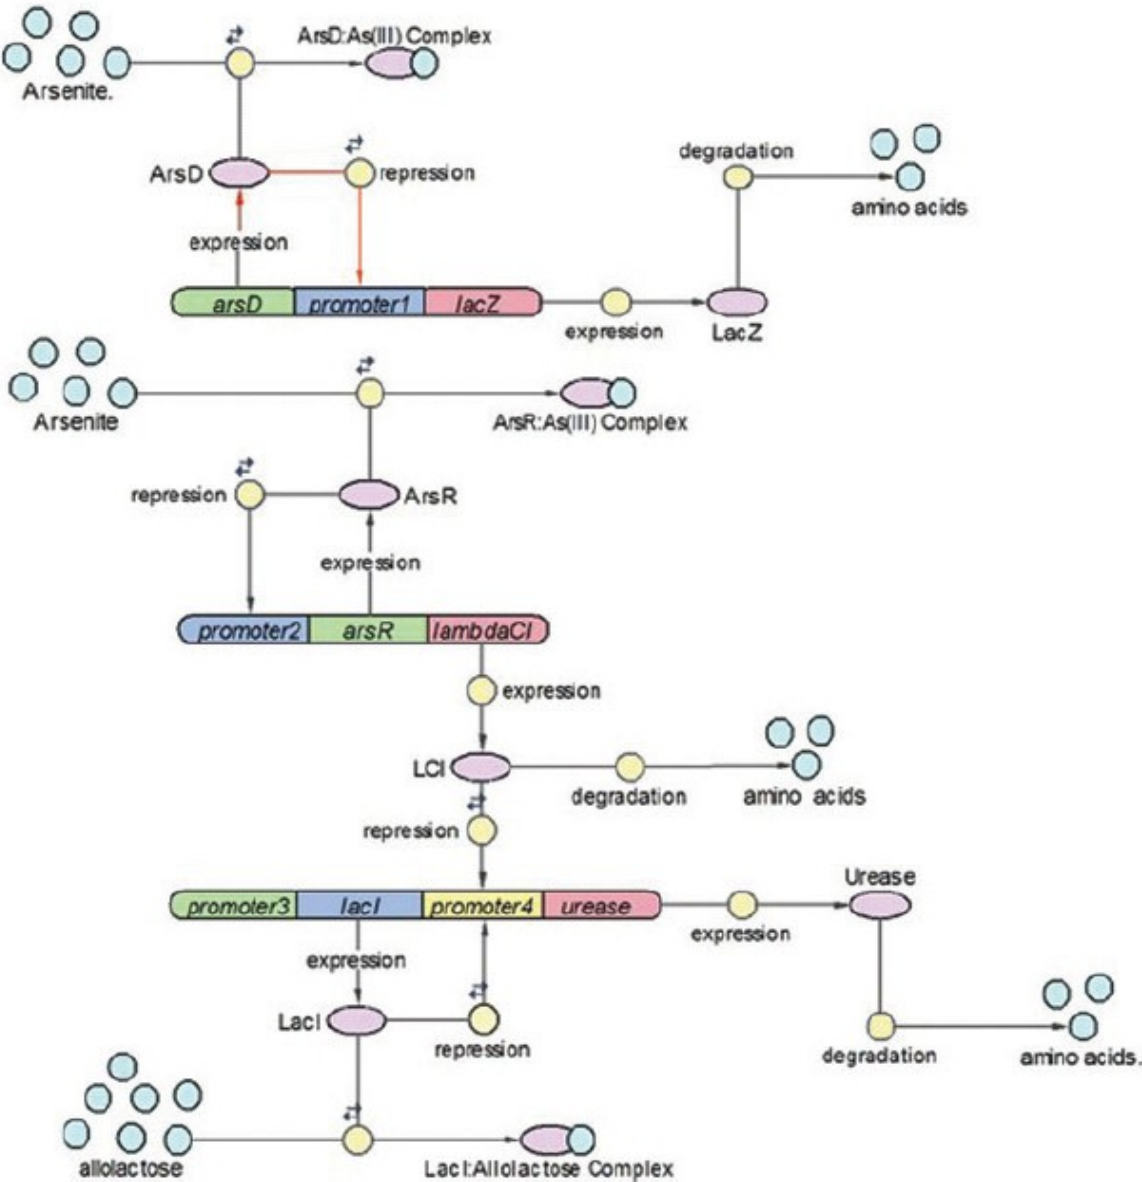 ArsD:As(III) Complex
Arsenite.
degradation
ArsD
repression
amino acids
expression
arsD promoter1 lacZ
expression
LacZ
Arsenite
ArsR:As(III) Complex
repression
ArsR
expression
promoter2 arsR lambdaCI
expression
LCI
degradation
amino acids
repression
Urease
promoter3 lacI promoter4 urease
expression
expression
LacI
repression
degradation
amino acids.
allolactose
LacI:Allolactose Complex